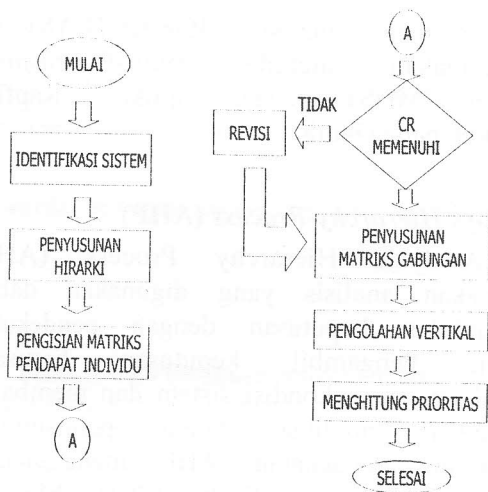 MULAI
IDENTIFIKASI SISTEM
PENYUSUNAN
HIRARKI
PENGISIAN MATRIKS
PENDAPAT INDIVIDU
A
A
TIDAK
CR
MEMENUHI
REVISI
PENYUSUNAN
MATRIKS GABUNGAN
PENGOLAHAN VERTIKAL
MENGHITUNG PRIORITAS
SELESAI